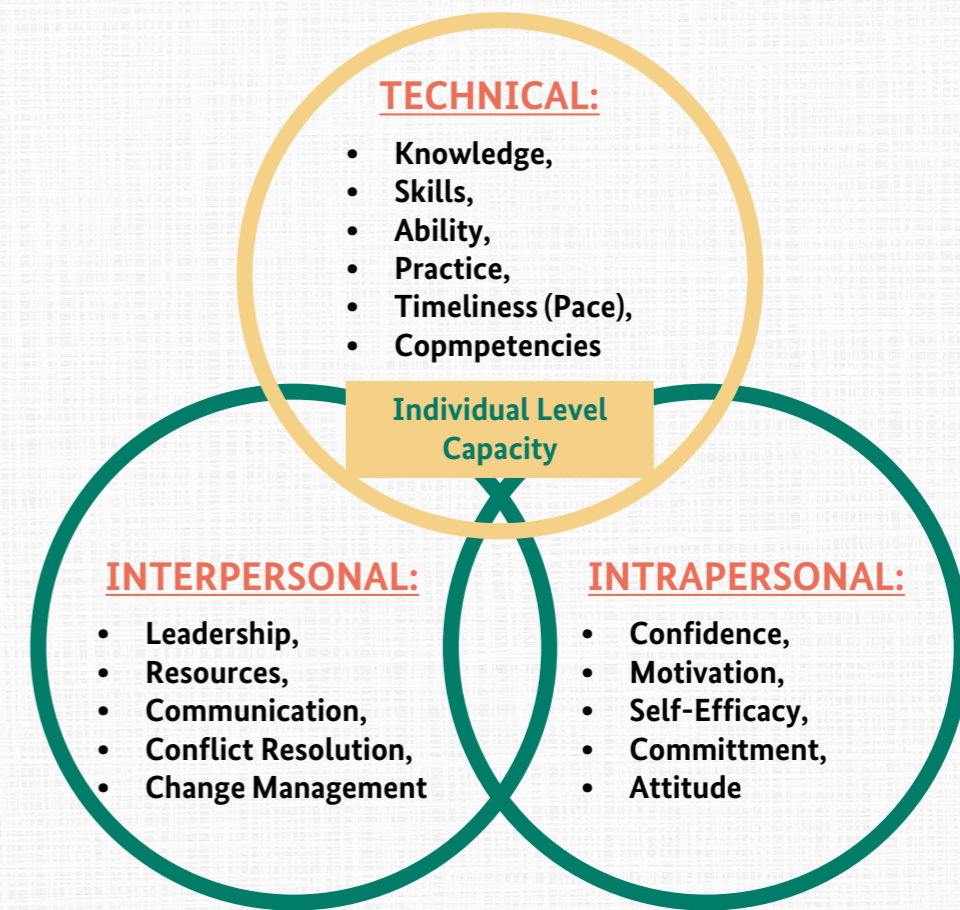 TECHNICAL:
• Knowledge,
• Skills,
• Ability,
• Practice,
• Timeliness (Pace),
• Copmpetencies
Individual Level
Capacity
INTERPERSONAL:
• Leadership,
• Resources,
• Communication,
• Conflict Resolution,
• Change Management
INTRAPERSONAL:
• Confidence,
• Motivation,
• Self-Efficacy,
• Committment,
• Attitude